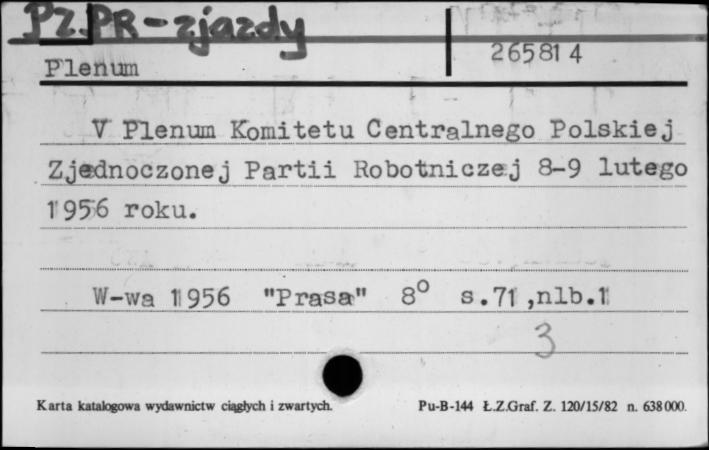 PZPR-zjazdy
265814
Plenum
V Plenum Komitetu Centralnego Polskiej
Zjednoczonej Partii Robotniczej 8-9 lutego
1956 roku.
W-wa 1956 "Prasa" 8° s.71,nlb.1
3
Karta katalogowa wydawnictw ciągłych i zwartych.
Pu-B-144 Ł.Z.Graf. Z. 120/15/82 n. 638000.